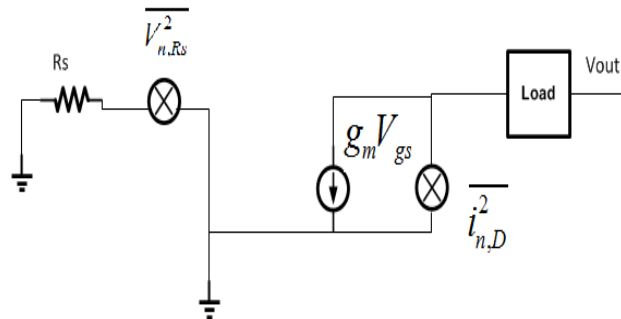 $\overline{V_{n,Rs}^{2}}$
Rs
Load
Vout
$g_m V_{gs}$
$\overline{i_{n,D}^{2}}$